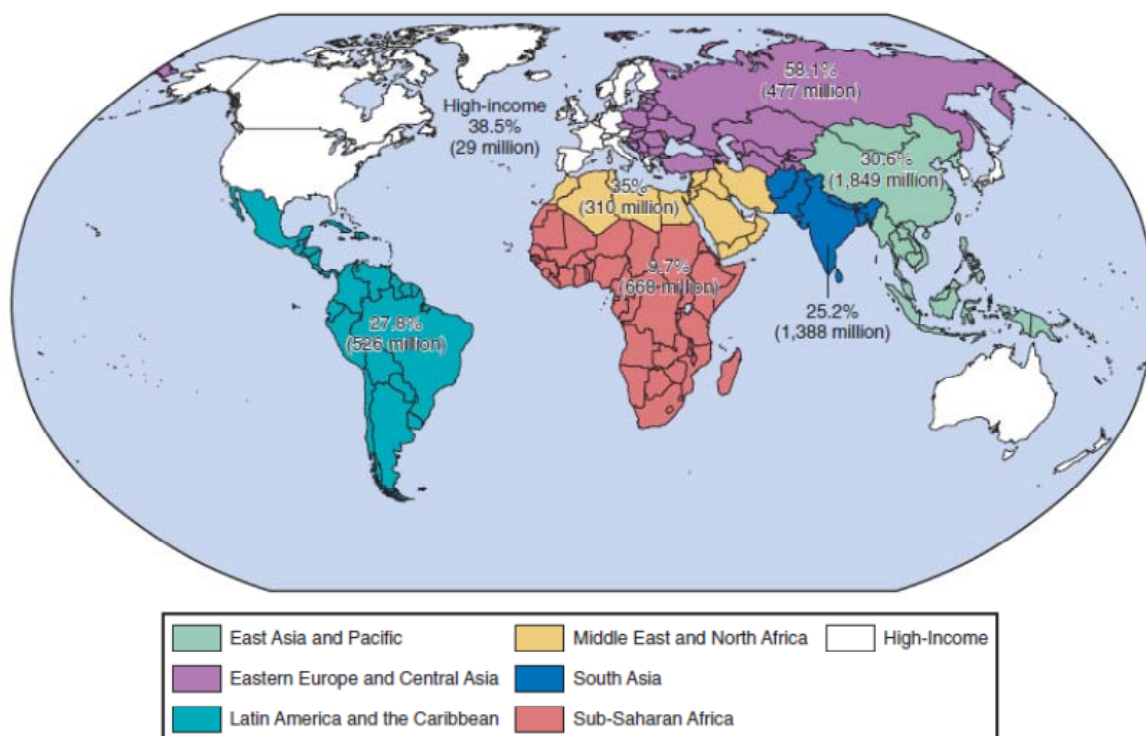 58.1%
(477 million)
High-income
38.5%
(29 million)
30.6%
(1,849 million)
35%
(310 million)
9.7%
(668 million)
25.2%
(1,388 million)
27.8%
(526 million)
East Asia and Pacific
Middle East and North Africa
High-Income
Eastern Europe and Central Asia
South Asia
Latin America and the Caribbean
Sub-Saharan Africa